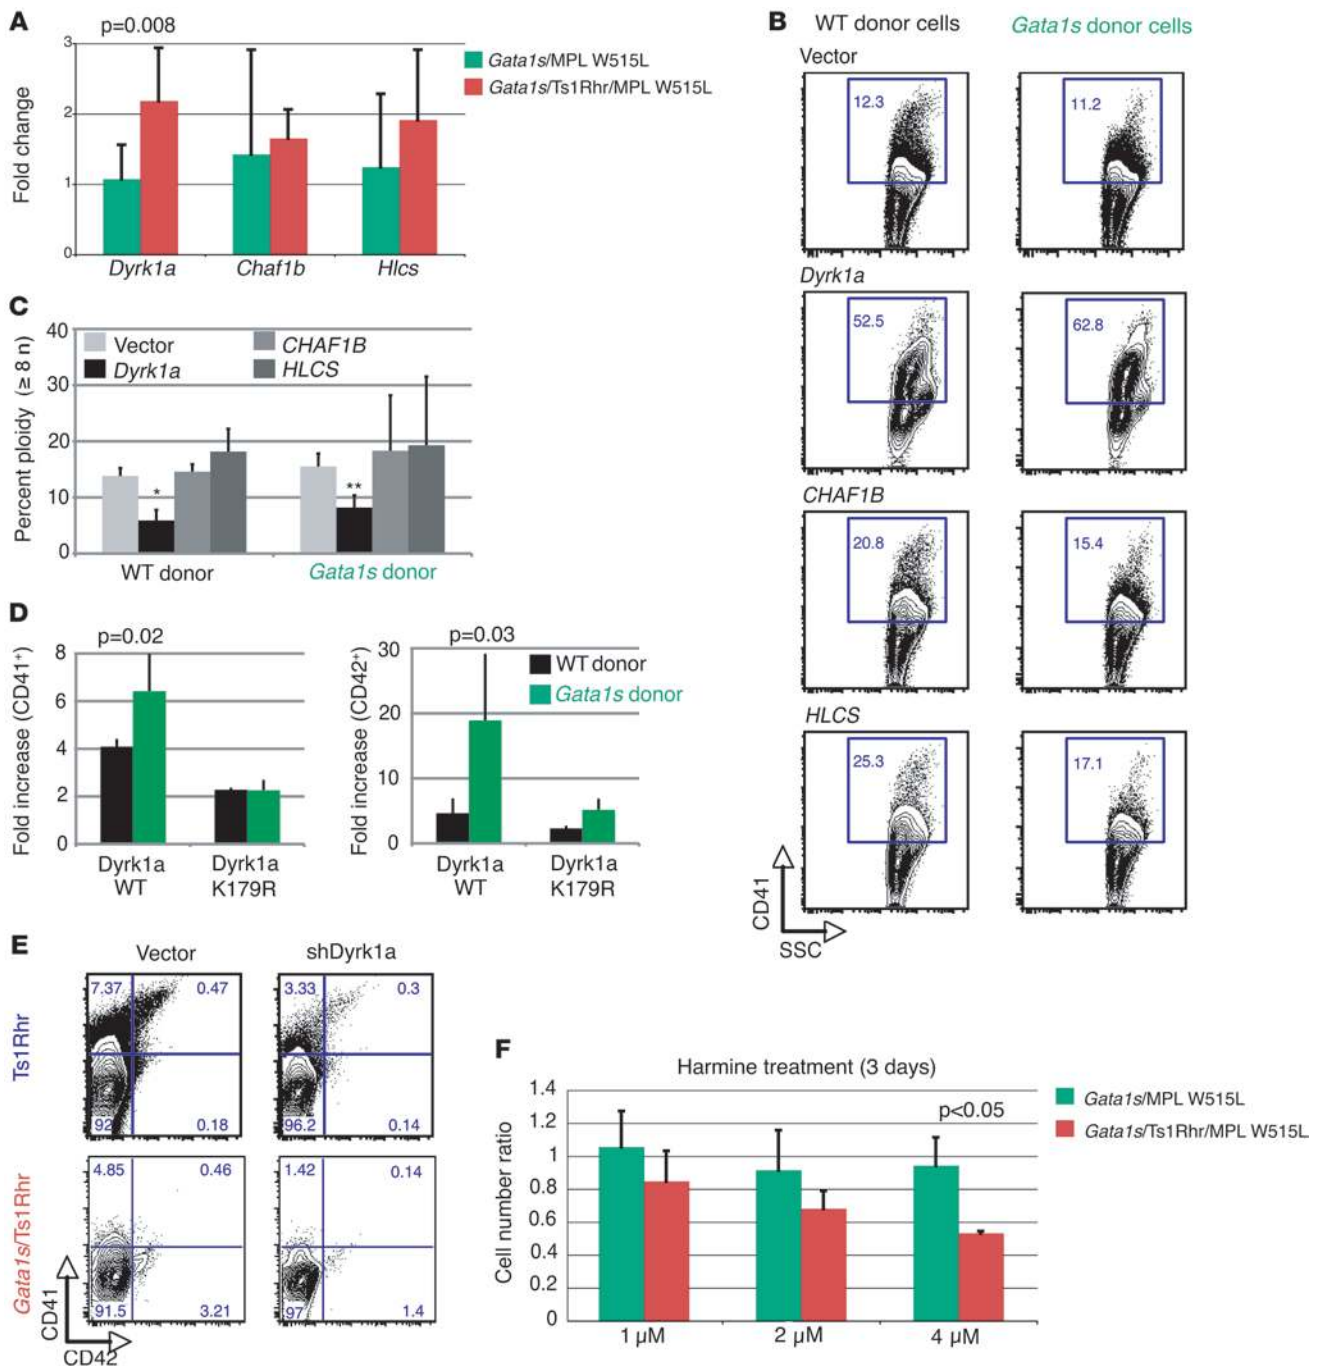 A
p=0.008
Fold change
3
2
1
0
Dyrk1a Chaf1b Hlcs
Gata1s/MPL W515L
Gata1s/Ts1Rhr/MPL W515L
B
WT donor cells Gata1s donor cells
Vector
12.3 11.2
Dyrk1a
52.5 62.8
CHAF1B
20.8 15.4
HLCS
25.3 17.1
CD41
SSC
C
Percent ploidy (≥ 8 n)
40
30
20
10
0
Vector CHAF1B
Dyrk1a HLCS
* **
WT donor Gata1s donor
D
p=0.02
Fold increase (CD41⁺)
8
6
4
2
0
Dyrk1a Dyrk1a
WT K179R
p=0.03
Fold increase (CD42⁺)
30
20
10
0
WT donor
Gata1s donor
Dyrk1a Dyrk1a
WT K179R
E
Vector shDyrk1a
Ts1Rhr
7.37 0.47 3.33 0.3
92 0.18 96.2 0.14
Gata1s/Ts1Rhr
4.85 0.46 1.42 0.14
91.5 3.21 97 1.4
CD41
CD42
F
Harmine treatment (3 days)
Cell number ratio
1.4
1.2
1
0.8
0.6
0.4
0.2
0
p<0.05
1 µM 2 µM 4 µM
Gata1s/MPL W515L
Gata1s/Ts1Rhr/MPL W515L